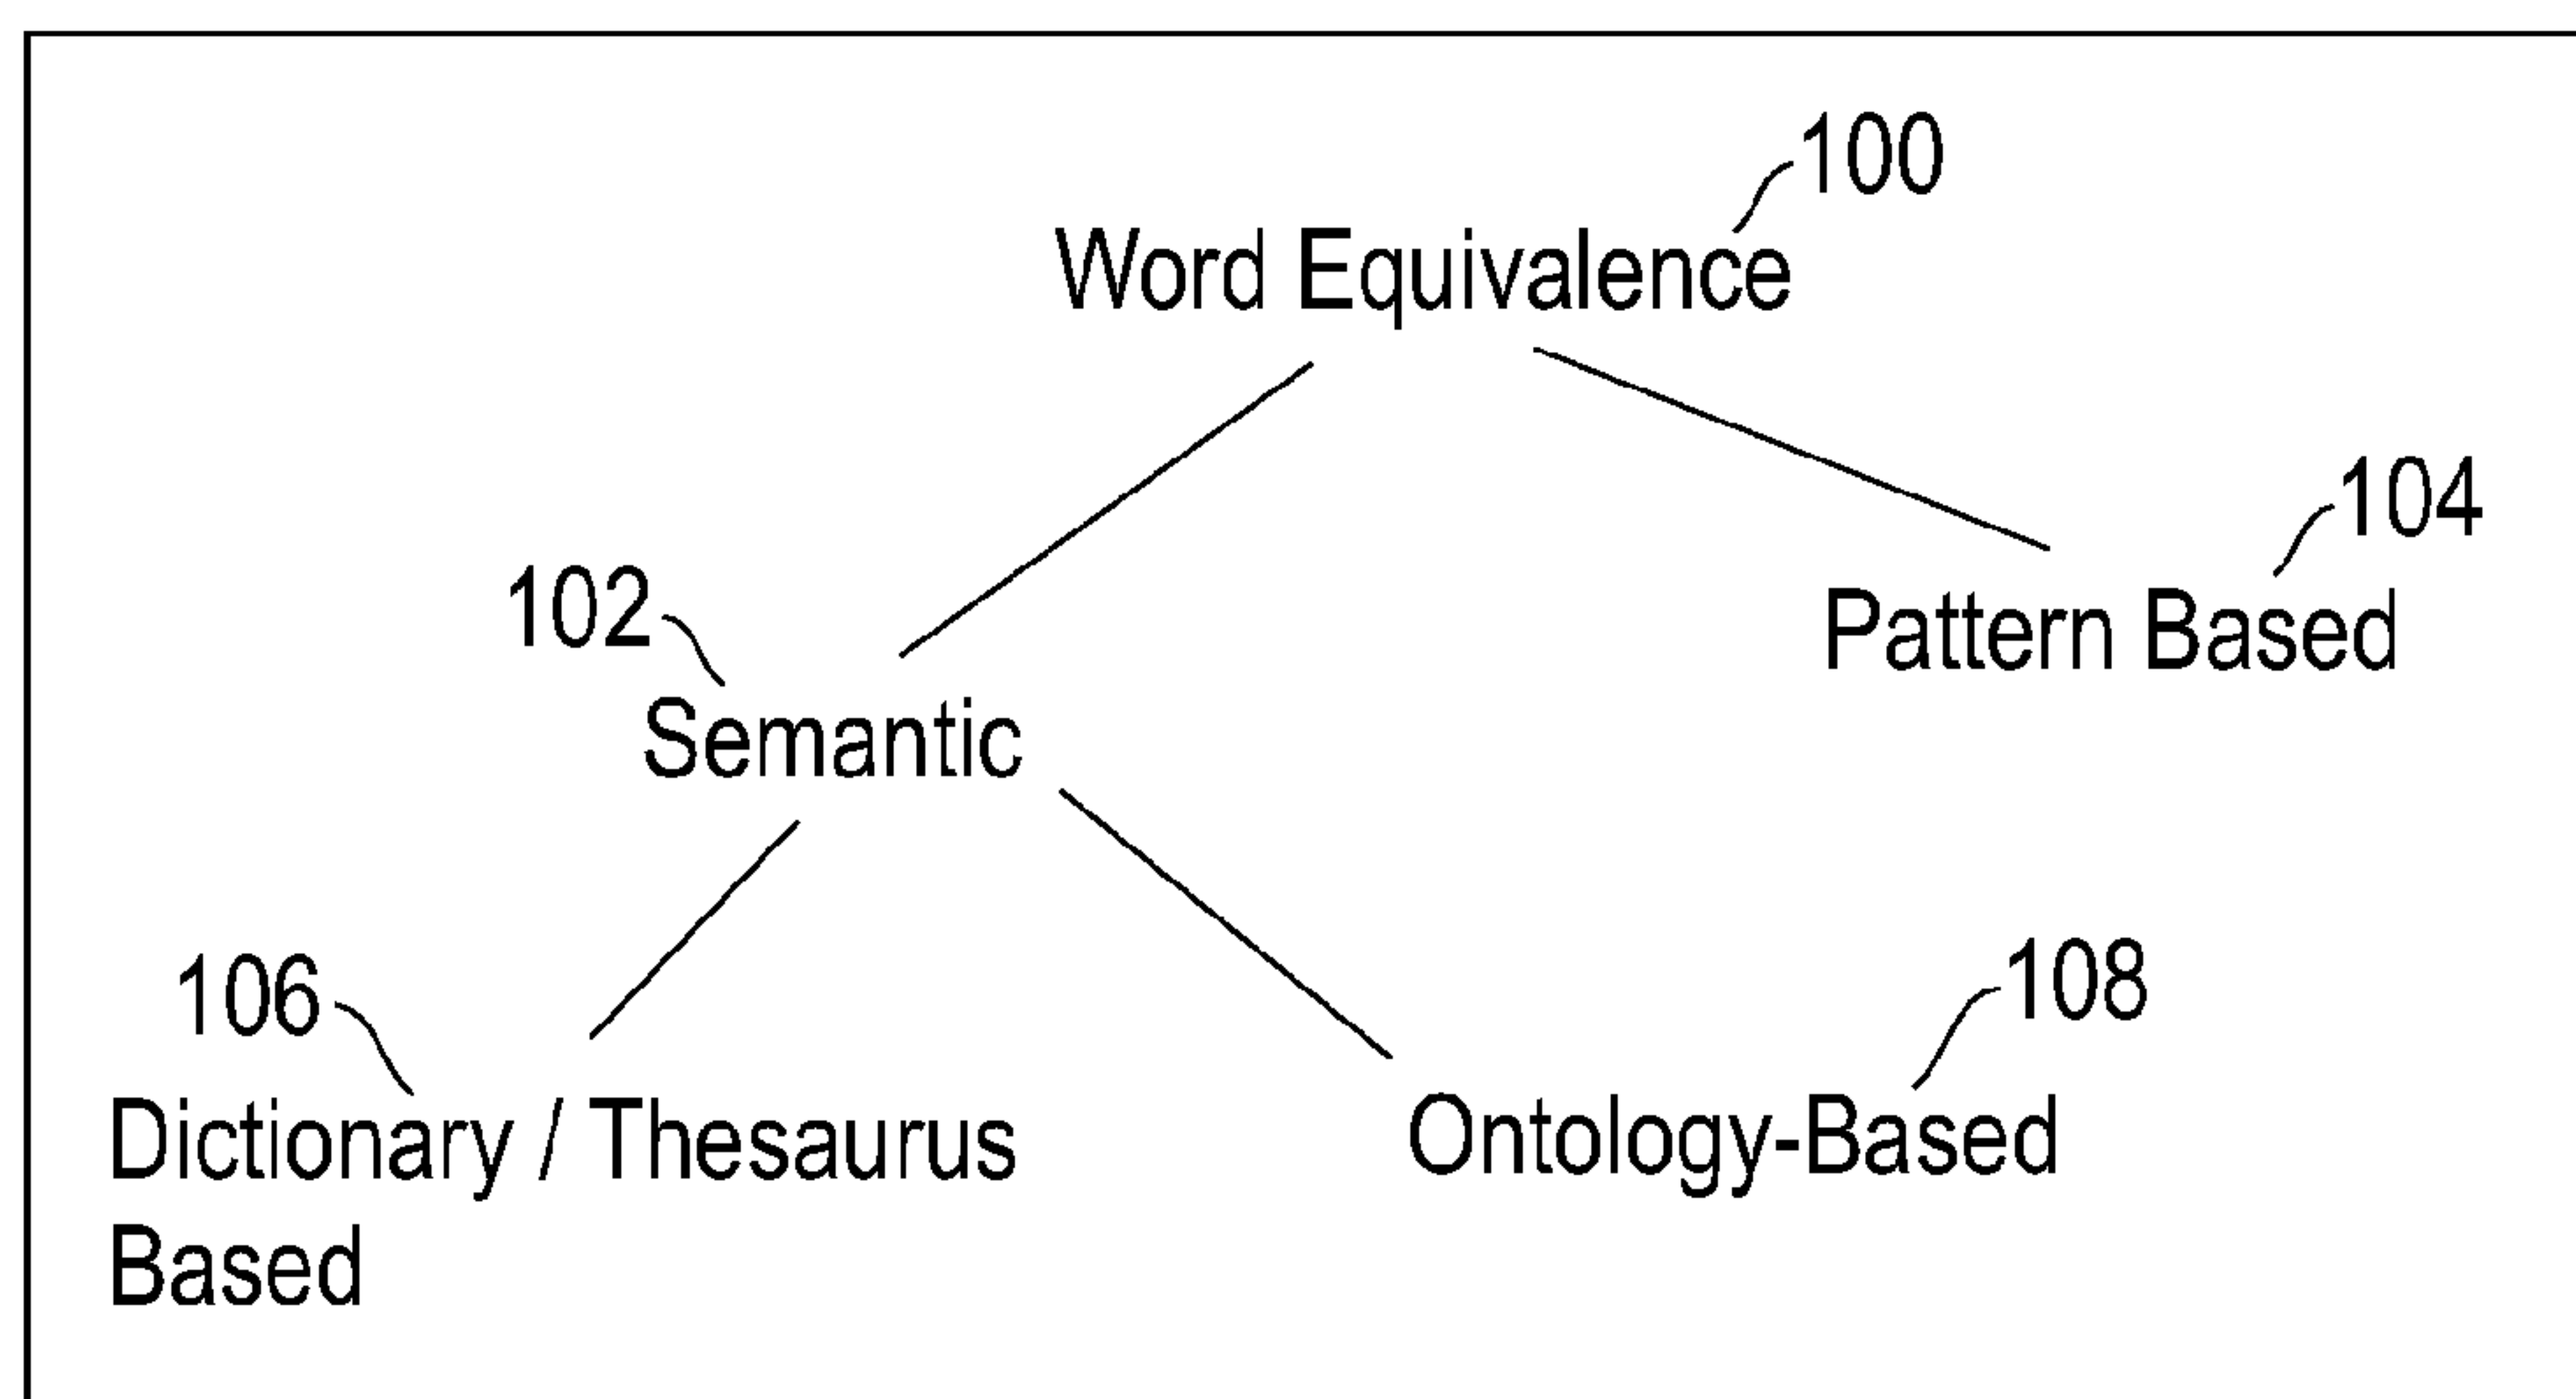 100
Word Equivalence
104
Pattern Based
102
Semantic
106
108
Dictionary / Thesaurus
Based
Ontology-Based